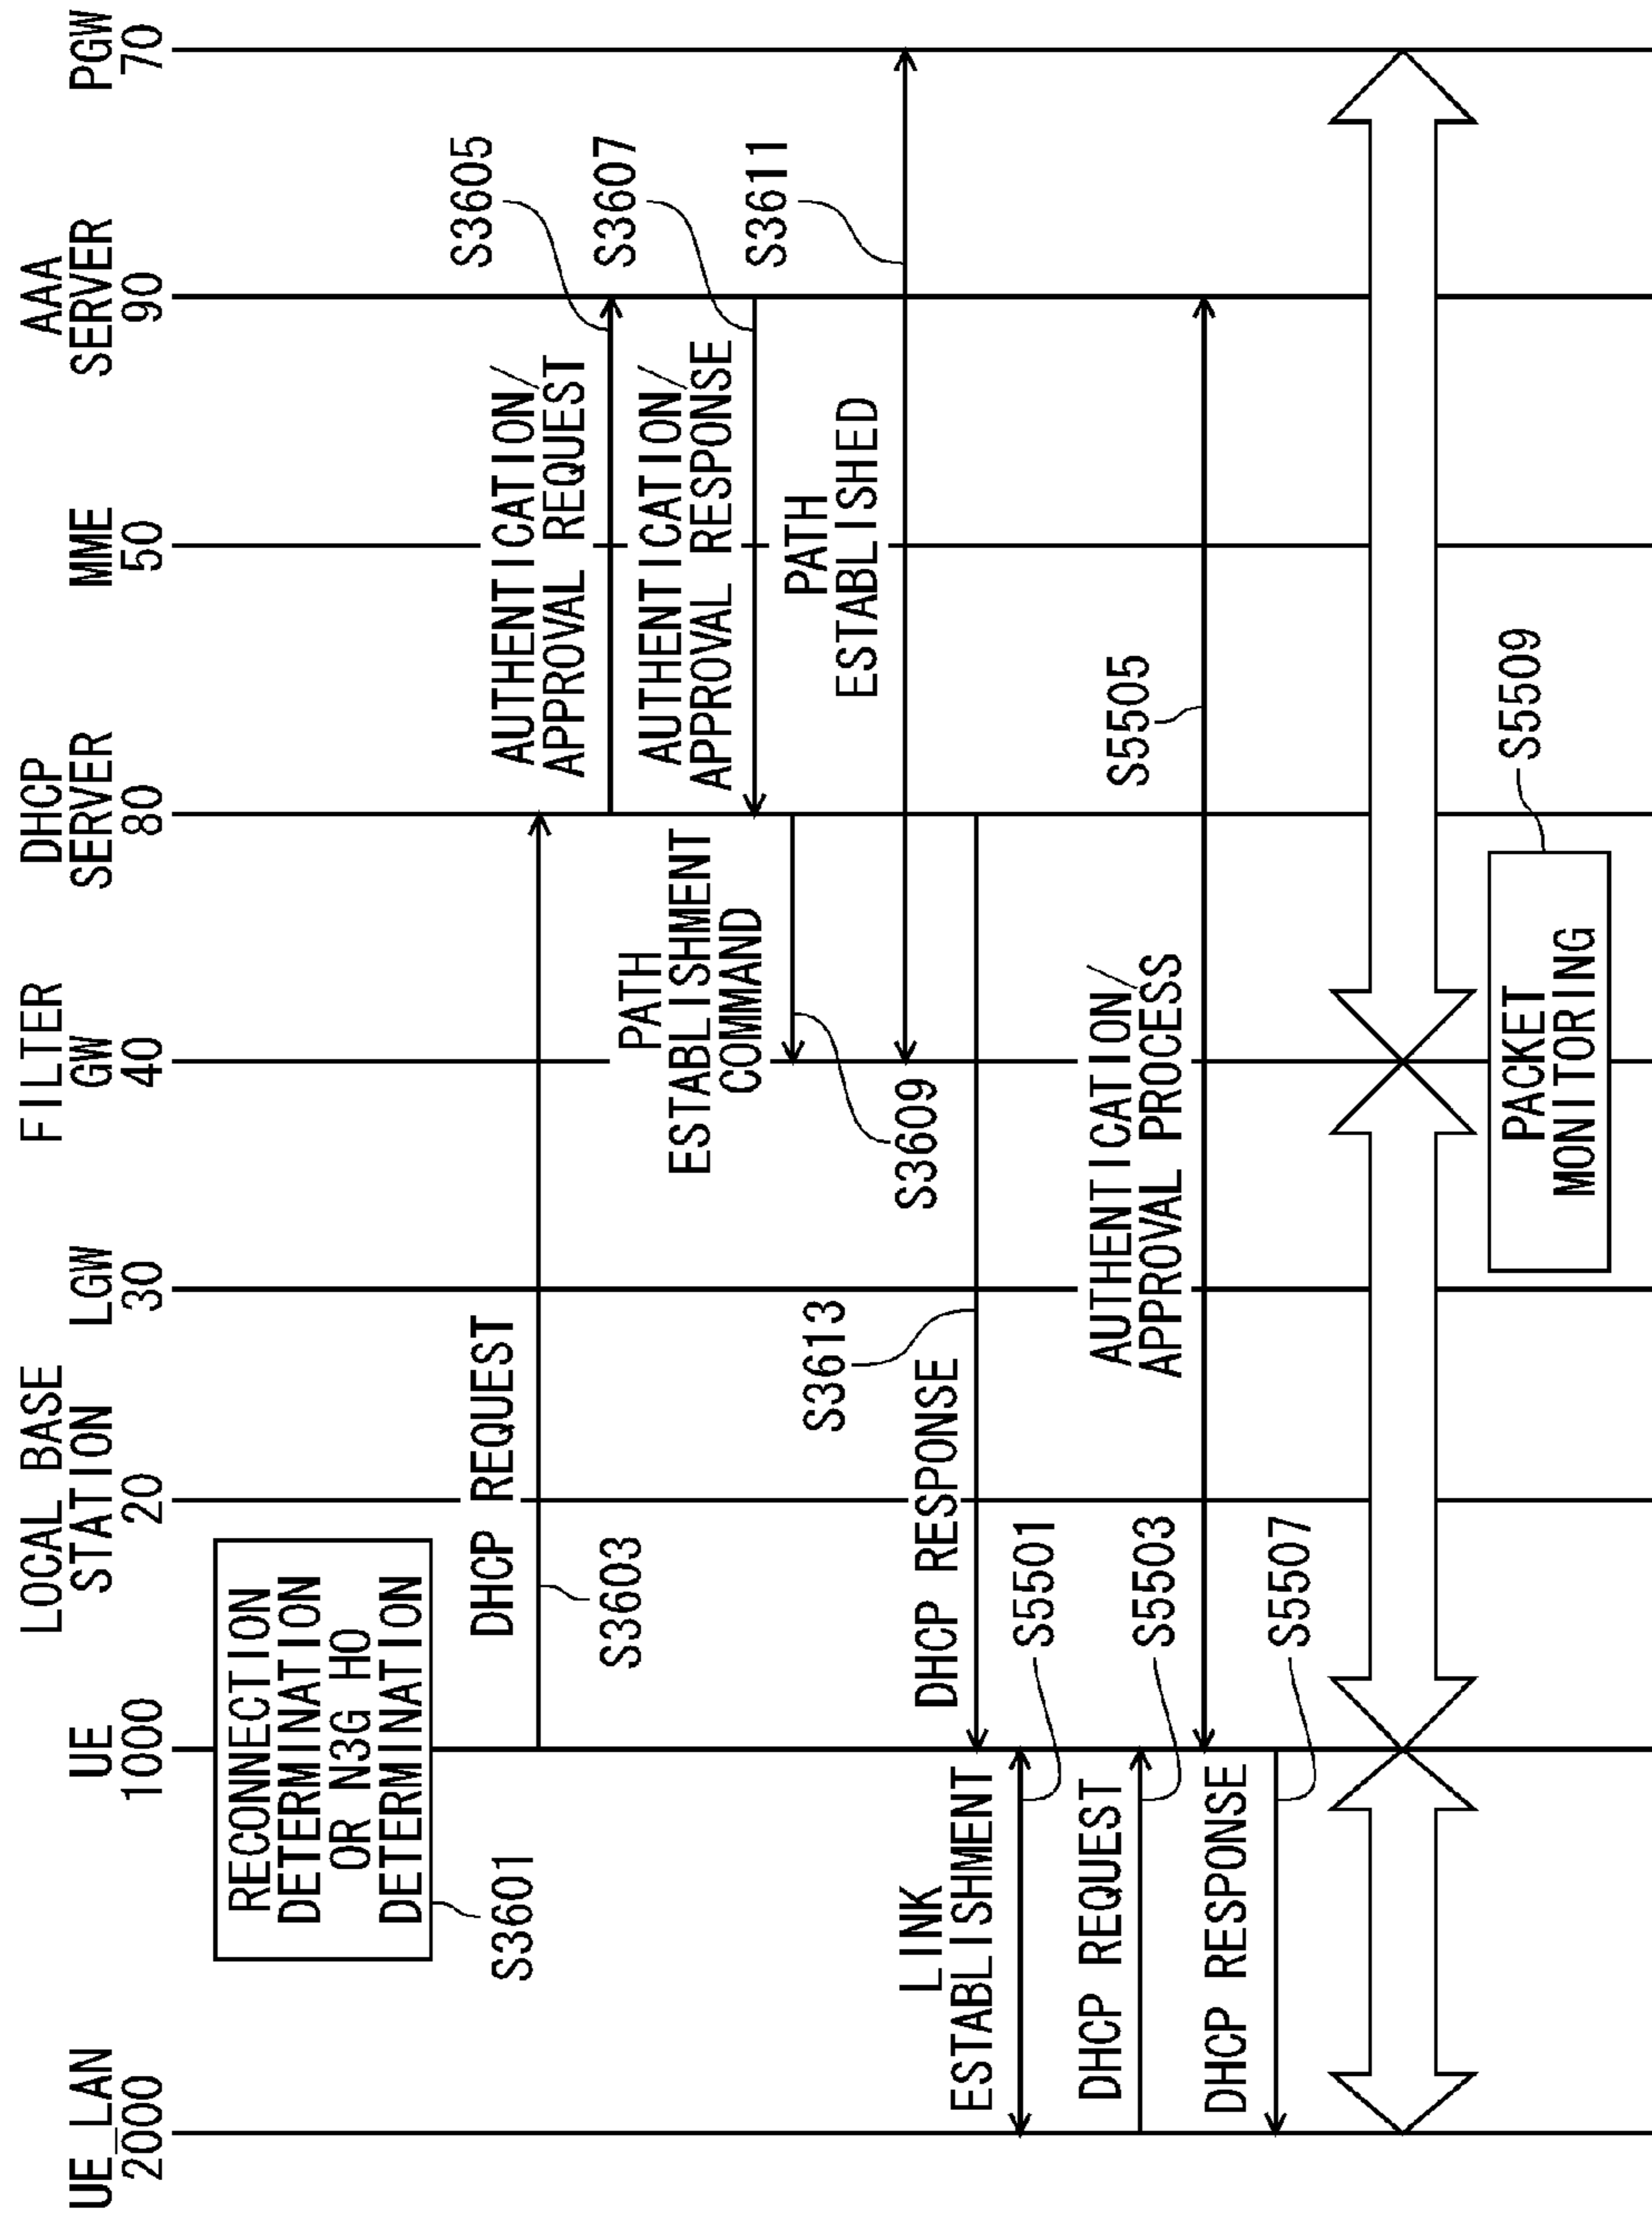 UE_LAN
2000
UE
1000
LOCAL BASE
STATION
20
LGW
30
FILTER
GW
40
DHCP
SERVER
80
MME
50
AAA
SERVER
90
PGW
70
RECONNECTION
DETERMINATION
OR N3G HO
DETERMINATION
S3601
DHCP REQUEST
S3603
AUTHENTICATION/
APPROVAL REQUEST
S3605
AUTHENTICATION/
APPROVAL RESPONSE
S3607
PATH
ESTABLISHMENT
COMMAND
S3609
PATH
ESTABLISHED
S3611
S3613
DHCP RESPONSE
LINK
ESTABLISHMENT
S5501
DHCP REQUEST
S5503
AUTHENTICATION/
APPROVAL PROCESS
S5505
DHCP RESPONSE
S5507
PACKET
MONITORING
S5509